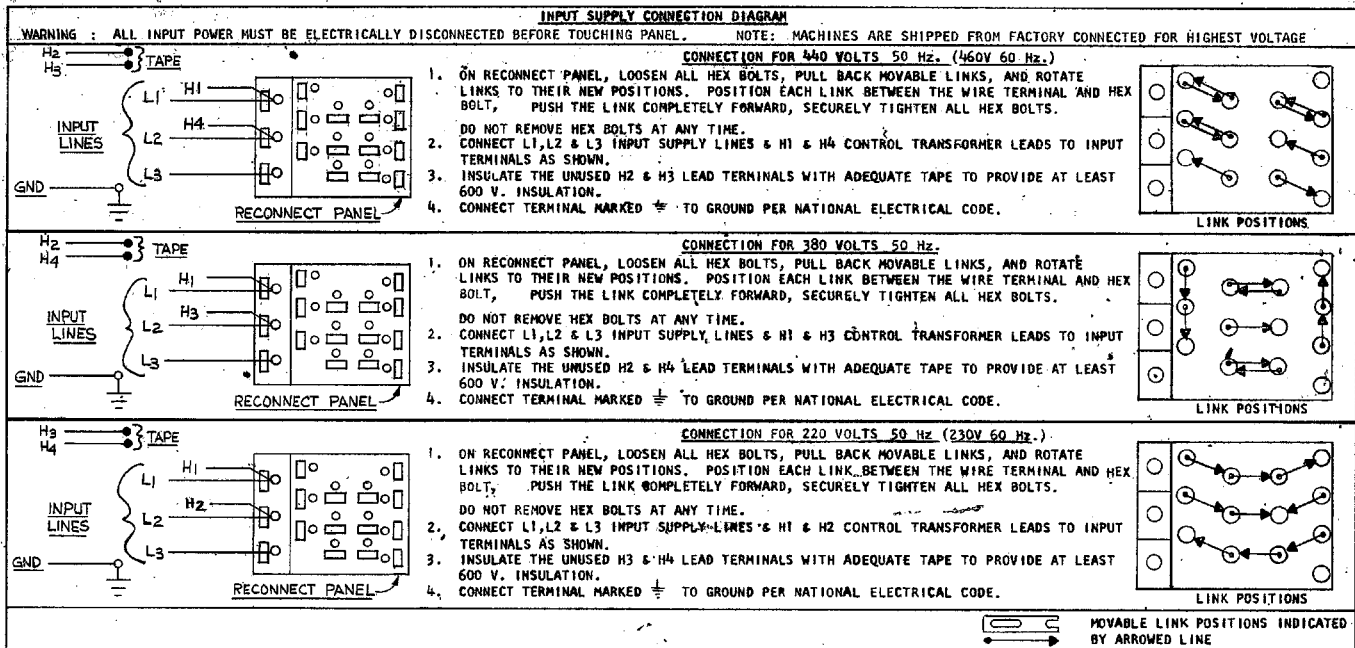 INPUT SUPPLY CONNECTION DIAGRAM
WARNING : ALL INPUT POWER MUST BE ELECTRICALLY DISCONNECTED BEFORE TOUCHING PANEL. NOTE: MACHINES ARE SHIPPED FROM FACTORY CONNECTED FOR HIGHEST VOLTAGE
H2
H3
TAPE
L1
H1
H4
L2
L3
INPUT
LINES
GND
RECONNECT PANEL
CONNECTION FOR 440 VOLTS 50 Hz. (460V 60 Hz.)
1. ON RECONNECT PANEL, LOOSEN ALL HEX BOLTS, PULL BACK MOVABLE LINKS, AND ROTATE
LINKS TO THEIR NEW POSITIONS. POSITION EACH LINK BETWEEN THE WIRE TERMINAL AND HEX
BOLT, PUSH THE LINK COMPLETELY FORWARD, SECURELY TIGHTEN ALL HEX BOLTS.
DO NOT REMOVE HEX BOLTS AT ANY TIME.
2. CONNECT L1,L2 & L3 INPUT SUPPLY LINES & H1 & H4 CONTROL TRANSFORMER LEADS TO INPUT
TERMINALS AS SHOWN.
3. INSULATE THE UNUSED H2 & H3 LEAD TERMINALS WITH ADEQUATE TAPE TO PROVIDE AT LEAST
600 V. INSULATION.
4. CONNECT TERMINAL MARKED ⏚ TO GROUND PER NATIONAL ELECTRICAL CODE.
LINK POSITIONS
H2
H4
TAPE
H1
L1
H3
L2
L3
INPUT
LINES
GND
RECONNECT PANEL
CONNECTION FOR 380 VOLTS 50 Hz.
1. ON RECONNECT PANEL, LOOSEN ALL HEX BOLTS, PULL BACK MOVABLE LINKS, AND ROTATE
LINKS TO THEIR NEW POSITIONS. POSITION EACH LINK BETWEEN THE WIRE TERMINAL AND HEX
BOLT, PUSH THE LINK COMPLETELY FORWARD, SECURELY TIGHTEN ALL HEX BOLTS.
DO NOT REMOVE HEX BOLTS AT ANY TIME.
2. CONNECT L1,L2 & L3 INPUT SUPPLY LINES & H1 & H3 CONTROL TRANSFORMER LEADS TO INPUT
TERMINALS AS SHOWN.
3. INSULATE THE UNUSED H2 & H4 LEAD TERMINALS WITH ADEQUATE TAPE TO PROVIDE AT LEAST
600 V. INSULATION.
4. CONNECT TERMINAL MARKED ⏚ TO GROUND PER NATIONAL ELECTRICAL CODE.
LINK POSITIONS
H3
H4
TAPE
H1
L1
H2
L2
L3
INPUT
LINES
GND
RECONNECT PANEL
CONNECTION FOR 220 VOLTS 50 Hz (230V 60 Hz.)
1. ON RECONNECT PANEL, LOOSEN ALL HEX BOLTS, PULL BACK MOVABLE LINKS, AND ROTATE
LINKS TO THEIR NEW POSITIONS. POSITION EACH LINK BETWEEN THE WIRE TERMINAL AND HEX
BOLT, PUSH THE LINK COMPLETELY FORWARD, SECURELY TIGHTEN ALL HEX BOLTS.
DO NOT REMOVE HEX BOLTS AT ANY TIME.
2. CONNECT L1,L2 & L3 INPUT SUPPLY LINES & H1 & H2 CONTROL TRANSFORMER LEADS TO INPUT
TERMINALS AS SHOWN.
3. INSULATE THE UNUSED H3 & H4 LEAD TERMINALS WITH ADEQUATE TAPE TO PROVIDE AT LEAST
600 V. INSULATION.
4. CONNECT TERMINAL MARKED ⏚ TO GROUND PER NATIONAL ELECTRICAL CODE.
LINK POSITIONS
MOVABLE LINK POSITIONS INDICATED
BY ARROWED LINE